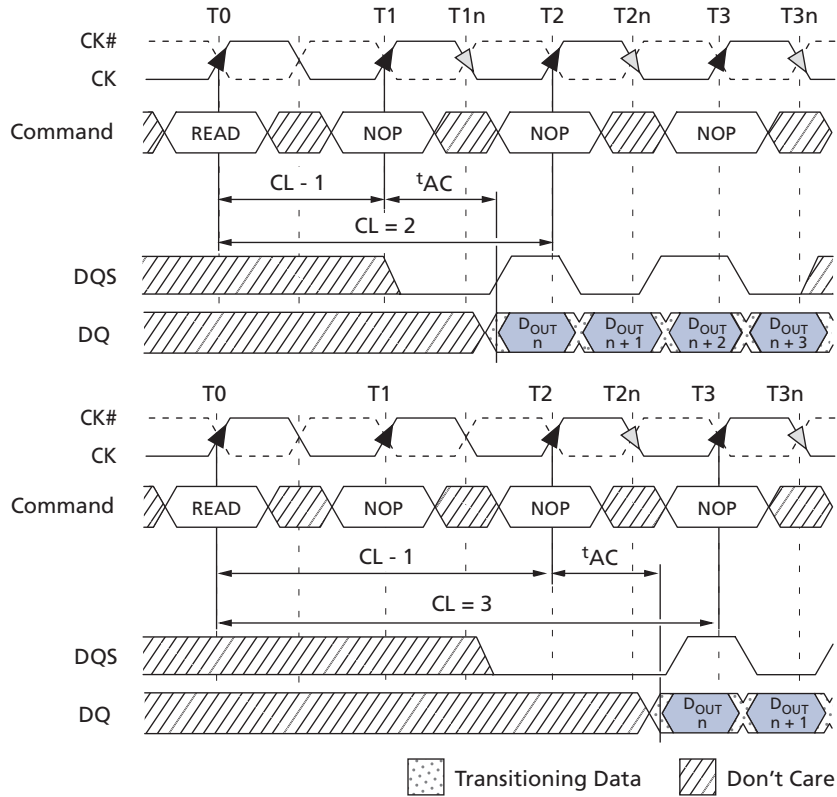 T0 T1 T1n T2 T2n T3 T3n
CK#
CK
Command READ NOP NOP NOP
CL - 1 tAC
CL = 2
DQS
DQ DOUT n DOUT n + 1 DOUT n + 2 DOUT n + 3
T0 T1 T2 T2n T3 T3n
CK#
CK
Command READ NOP NOP NOP
CL - 1 tAC
CL = 3
DQS
DQ DOUT n DOUT n + 1
Transitioning Data Don't Care